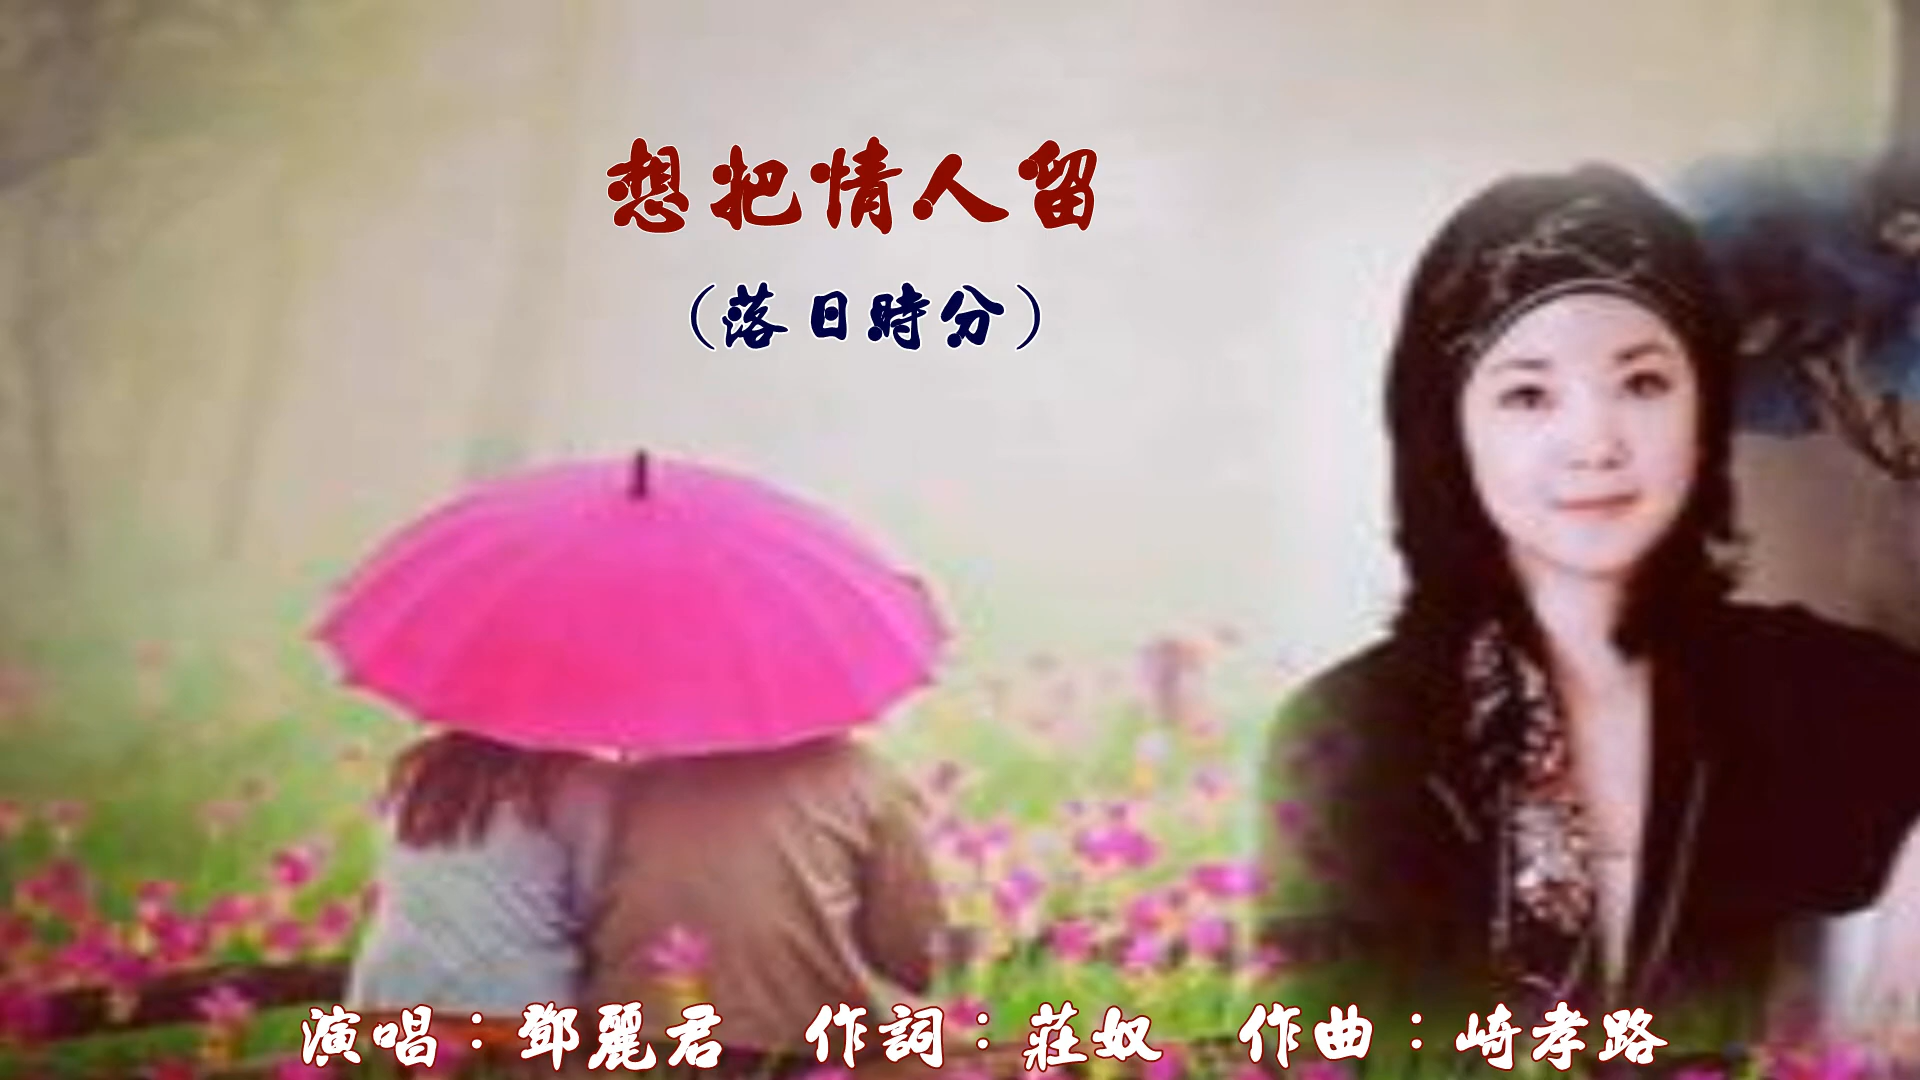 想把情人留
（落日時分）
演唱：鄧麗君 作詞：莊奴 作曲：崎孝路